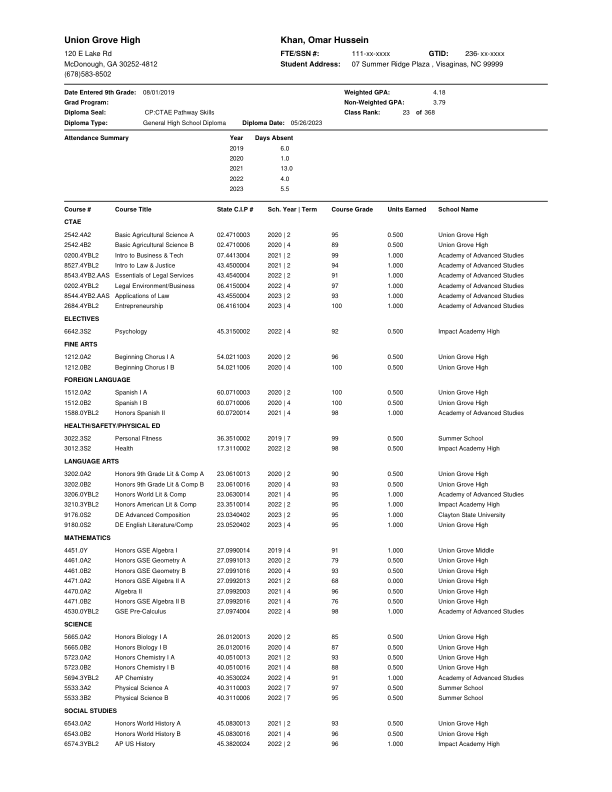 Union Grove High
Khan, Omar Hussein
120 E Lake Rd
FTE/SSN #: 111-xx-xxxx GTID: 236- xx-xxxx
McDonough, GA 30252-4812
Student Address: 07 Summer Ridge Plaza , Visaginas, NC 99999
(678)583-8502
Date Entered 9th Grade: 08/01/2019 Weighted GPA: 4.18
Grad Program: Non-Weighted GPA: 3.79
Diploma Seal: CP:CTAE Pathway Skills Class Rank: 23 of 368
Diploma Type: General High School Diploma Diploma Date: 05/26/2023
Attendance Summary Year Days Absent
2019 6.0
2020 1.0
2021 13.0
2022 4.0
2023 5.5
Course # Course Title State C.I.P # Sch. Year | Term Course Grade Units Earned School Name
CTAE
2542.4A2 Basic Agricultural Science A 02.4710003 2020 | 2 95 0.500 Union Grove High
2542.4B2 Basic Agricultural Science B 02.4710006 2020 | 4 89 0.500 Union Grove High
0200.4YBL2 Intro to Business & Tech 07.4413004 2021 | 2 99 1.000 Academy of Advanced Studies
8527.4YBL2 Intro to Law & Justice 43.4500004 2021 | 4 94 1.000 Academy of Advanced Studies
8543.4YB2.AAS Essentials of Legal Services 43.4540004 2022 | 2 91 1.000 Academy of Advanced Studies
0202.4YBL2 Legal Environment/Business 06.4150004 2022 | 4 97 1.000 Academy of Advanced Studies
8544.4YB2.AAS Applications of Law 43.4550004 2023 | 2 93 1.000 Academy of Advanced Studies
2684.4YBL2 Entrepreneurship 06.4161004 2023 | 4 100 1.000 Academy of Advanced Studies
ELECTIVES
6642.3S2 Psychology 45.3150002 2022 | 4 92 0.500 Impact Academy High
FINE ARTS
1212.0A2 Beginning Chorus I A 54.0211003 2020 | 2 96 0.500 Union Grove High
1212.0B2 Beginning Chorus I B 54.0211006 2020 | 4 100 0.500 Union Grove High
FOREIGN LANGUAGE
1512.0A2 Spanish I A 60.0710003 2020 | 2 100 0.500 Union Grove High
1512.0B2 Spanish I B 60.0710006 2020 | 4 100 0.500 Union Grove High
1588.0YBL2 Honors Spanish II 60.0720014 2021 | 4 98 1.000 Academy of Advanced Studies
HEALTH/SAFETY/PHYSICAL ED
3022.3S2 Personal Fitness 36.3510002 2019 | 7 99 0.500 Summer School
3012.3S2 Health 17.3110002 2022 | 2 98 0.500 Impact Academy High
LANGUAGE ARTS
3202.0A2 Honors 9th Grade Lit & Comp A 23.0610013 2020 | 2 90 0.500 Union Grove High
3202.0B2 Honors 9th Grade Lit & Comp B 23.0610016 2020 | 4 93 0.500 Union Grove High
3206.0YBL2 Honors World Lit & Comp 23.0630014 2021 | 4 95 1.000 Academy of Advanced Studies
3210.3YBL2 Honors American Lit & Comp 23.3510014 2022 | 2 95 1.000 Impact Academy High
9176.0S2 DE Advanced Composition 23.0340402 2023 | 2 95 0.500 Clayton State University
9180.0S2 DE English Literature/Comp 23.0520402 2023 | 4 95 0.500 Union Grove High
MATHEMATICS
4451.0Y Honors GSE Algebra I 27.0990014 2019 | 4 91 1.000 Union Grove Middle
4461.0A2 Honors GSE Geometry A 27.0991013 2020 | 2 79 0.500 Union Grove High
4461.0B2 Honors GSE Geometry B 27.0991016 2020 | 4 93 0.500 Union Grove High
4471.0A2 Honors GSE Algebra II A 27.0992013 2021 | 2 68 0.000 Union Grove High
4470.0A2 Algebra II 27.0992003 2021 | 4 96 0.500 Union Grove High
4471.0B2 Honors GSE Algebra II B 27.0992016 2021 | 4 76 0.500 Union Grove High
4530.0YBL2 GSE Pre-Calculus 27.0974004 2022 | 4 98 1.000 Academy of Advanced Studies
SCIENCE
5665.0A2 Honors Biology I A 26.0120013 2020 | 2 85 0.500 Union Grove High
5665.0B2 Honors Biology I B 26.0120016 2020 | 4 87 0.500 Union Grove High
5723.0A2 Honors Chemistry I A 40.0510013 2021 | 2 93 0.500 Union Grove High
5723.0B2 Honors Chemistry I B 40.0510016 2021 | 4 88 0.500 Union Grove High
5694.3YBL2 AP Chemistry 40.3530024 2022 | 4 91 1.000 Academy of Advanced Studies
5533.3A2 Physical Science A 40.3110003 2022 | 7 97 0.500 Summer School
5533.3B2 Physical Science B 40.3110006 2022 | 7 95 0.500 Summer School
SOCIAL STUDIES
6543.0A2 Honors World History A 45.0830013 2021 | 2 93 0.500 Union Grove High
6543.0B2 Honors World History B 45.0830016 2021 | 4 96 0.500 Union Grove High
6574.3YBL2 AP US History 45.3820024 2022 | 2 96 1.000 Impact Academy High